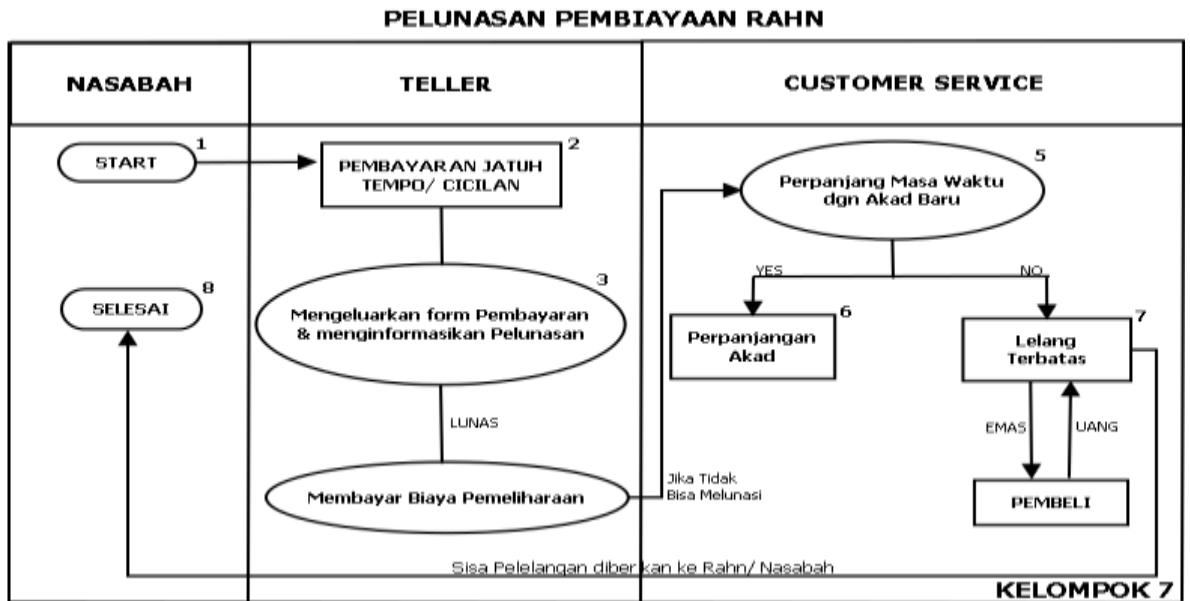 PELUNASAN PEMBIAYAAN RAHN
NASABAH
TELLER
CUSTOMER SERVICE
START
1
PEMBAYARAN JATUH
TEMPO/ CICILAN
2
Perpanjang Masa Waktu
dgn Akad Baru
5
YES
NO
SELESAI
8
Mengeluarkan form Pembayaran
& menginformasikan Pelunasan
3
Perpanjangan
Akad
6
Lelang
Terbatas
7
LUNAS
EMAS
UANG
Membayar Biaya Pemeliharaan
Jika Tidak
Bisa Melunasi
PEMBELI
Sisa Pelelangan diberikan ke Rahn/ Nasabah
KELOMPOK 7